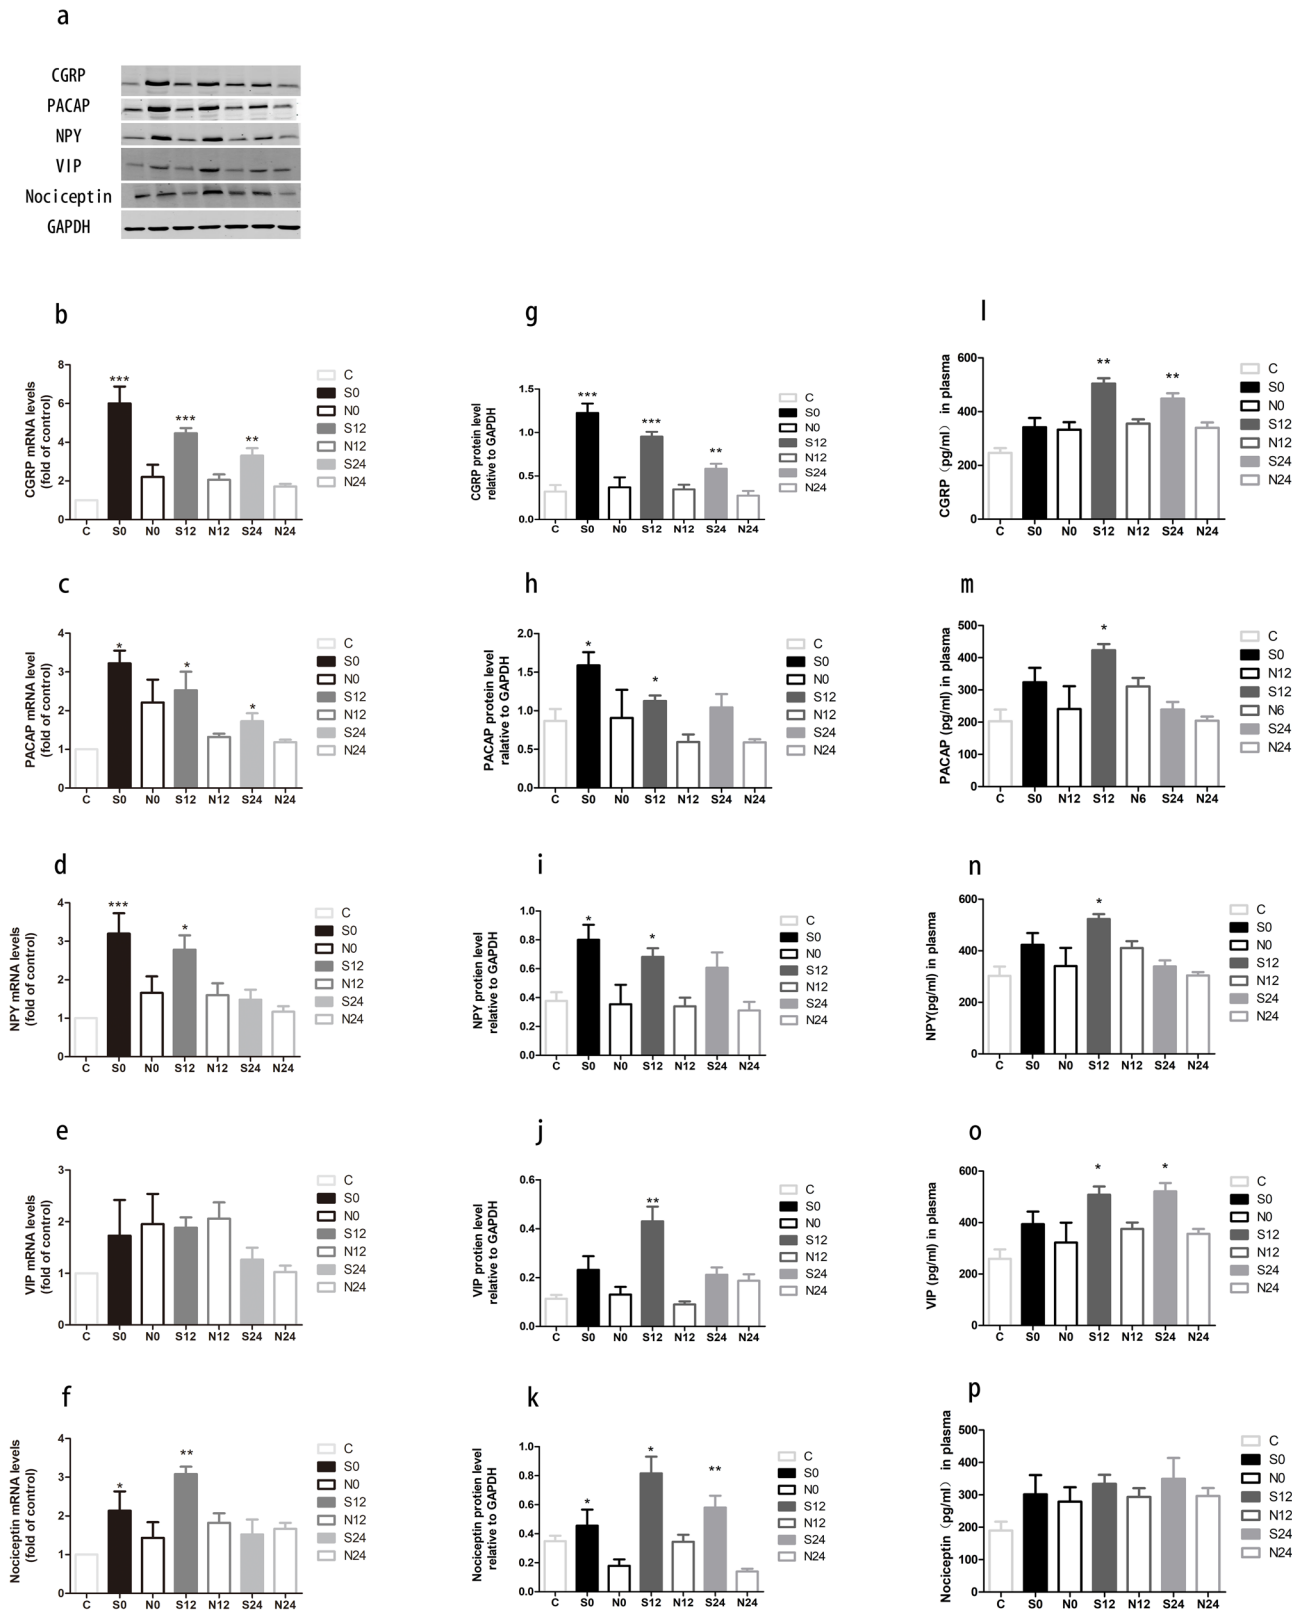 a
CGRP
PACAP
NPY
VIP
Nociceptin
GAPDH
b
CGRP mRNA levels
(fold of control)
8
6
4
2
0
***
***
**
C S0 N0 S12 N12 S24 N24
C
S0
N0
S12
N12
S24
N24
g
CGRP protein level
relative to GAPDH
1.5
1.0
0.5
0.0
***
***
**
C S0 N0 S12 N12 S24 N24
C
S0
N0
S12
N12
S24
N24
l
CGRP（pg/ml） in plasma
600
400
200
0
**
**
C S0 N0 S12 N12 S24 N24
C
S0
N0
S12
N12
S24
N24
c
PACAP mRNA level
(fold of control)
4
3
2
1
0
*
*
*
C S0 N0 S12 N12 S24 N24
C
S0
N0
S12
N12
S24
N24
h
PACAP protein level
ralative to GAPDH
2.0
1.5
1.0
0.5
0.0
*
*
C S0 N0 S12 N12 S24 N24
C
S0
N0
S12
N12
S24
N24
m
PACAP (pg/ml) in plasma
500
400
300
200
100
0
*
C S0 N12 S12 N6 S24 N24
C
S0
N12
S12
N6
S24
N24
d
NPY mRNA levels
(fold of control)
4
3
2
1
0
***
*
C S0 N0 S12 N12 S24 N24
C
S0
N0
S12
N12
S24
N24
i
NPY protien level
relative to GAPDH
1.0
0.8
0.6
0.4
0.2
0.0
*
*
C S0 N0 S12 N12 S24 N24
C
S0
N0
S12
N12
S24
N24
n
NPY(pg/ml) in plasma
600
400
200
0
*
C S0 N0 S12 N12 S24 N24
C
S0
N0
S12
N12
S24
N24
e
VIP mRNA levels
(fold of control)
3
2
1
0
C S0 N0 S12 N12 S24 N24
C
S0
N0
S12
N12
S24
N24
j
VIP protien level
relative to GAPDH
0.6
0.4
0.2
0.0
**
C S0 N0 S12 N12 S24 N24
C
S0
N0
S12
N12
S24
N24
o
VIP (pg/ml) in plasma
600
400
200
0
*
*
C S0 N0 S12 N12 S24 N24
C
S0
N0
S12
N12
S24
N24
f
Nociceptin mRNA levels
(fold of control)
4
3
2
1
0
*
**
C S0 N0 S12 N12 S24 N24
C
S0
N0
S12
N12
S24
N24
k
Nociceptin protein level
relative to GAPDH
1.0
0.8
0.6
0.4
0.2
0.0
*
*
**
C S0 N0 S12 N12 S24 N24
C
S0
N0
S12
N12
S24
N24
p
Nociceptin（pg/ml） in plasma
500
400
300
200
100
0
C S0 N0 S12 N12 S24 N24
C
S0
N0
S12
N12
S24
N24